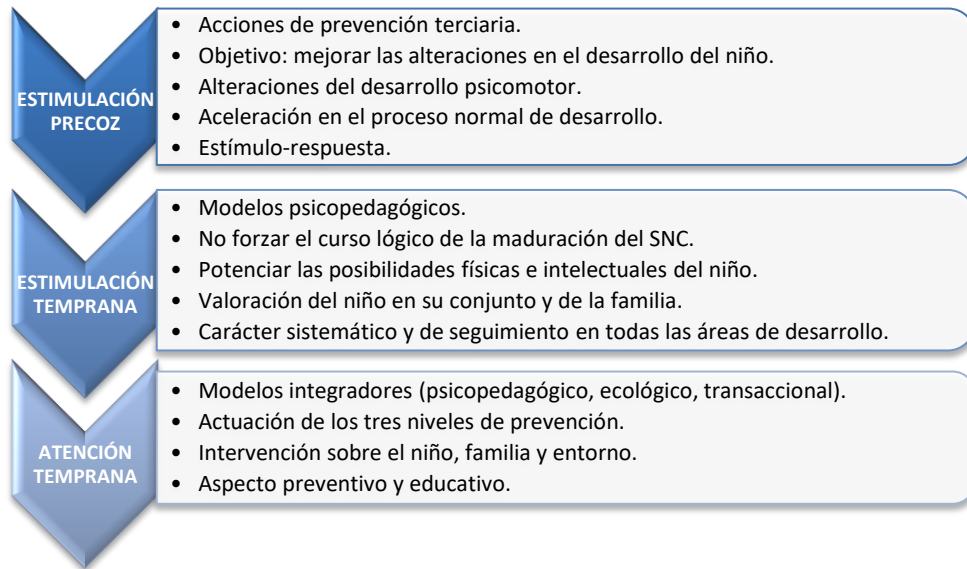 ESTIMULACIÓN
PRECOZ
• Acciones de prevención terciaria.
• Objetivo: mejorar las alteraciones en el desarrollo del niño.
• Alteraciones del desarrollo psicomotor.
• Aceleración en el proceso normal de desarrollo.
• Estímulo-respuesta.
ESTIMULACIÓN
TEMPRANA
• Modelos psicopedagógicos.
• No forzar el curso lógico de la maduración del SNC.
• Potenciar las posibilidades físicas e intelectuales del niño.
• Valoración del niño en su conjunto y de la familia.
• Carácter sistemático y de seguimiento en todas las áreas de desarrollo.
ATENCIÓN
TEMPRANA
• Modelos integradores (psicopedagógico, ecológico, transaccional).
• Actuación de los tres niveles de prevención.
• Intervención sobre el niño, familia y entorno.
• Aspecto preventivo y educativo.